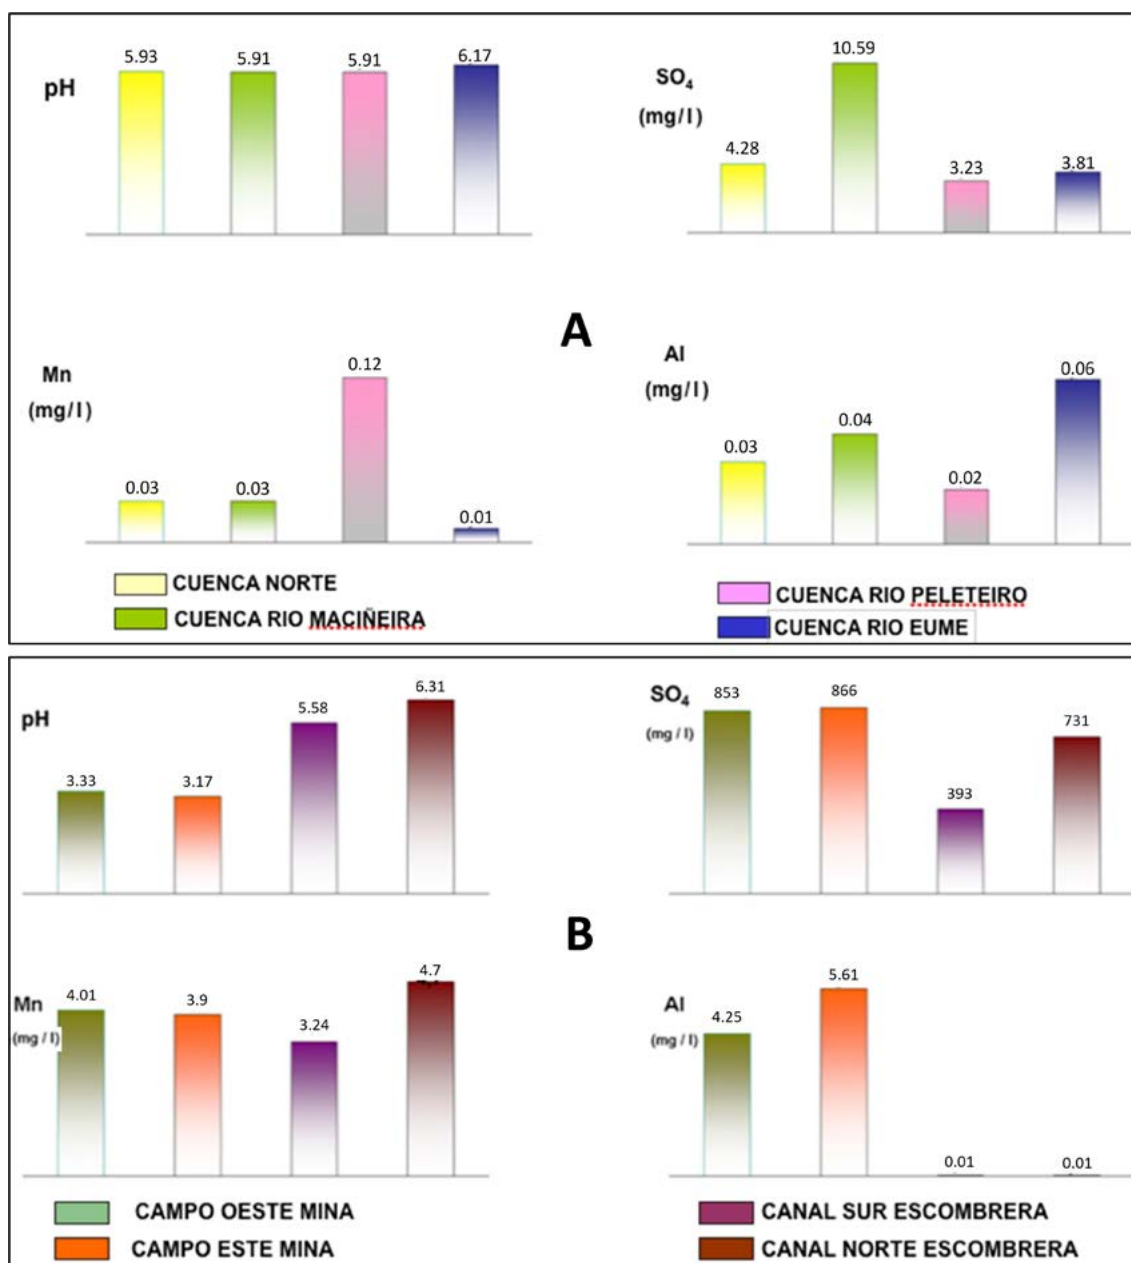 pH
5.93
5.91
5.91
6.17
SO4
(mg/l)
4.28
10.59
3.23
3.81
A
Mn
(mg/l)
0.03
0.03
0.12
0.01
Al
(mg/l)
0.03
0.04
0.02
0.06
CUENCA NORTE
CUENCA RIO MACIÑEIRA
CUENCA RIO PELETEIRO
CUENCA RIO EUME
pH
3.33
3.17
5.58
6.31
SO4
(mg / l)
853
866
393
731
B
Mn
(mg / l)
4.01
3.9
3.24
4.7
Al
(mg / l)
4.25
5.61
0.01
0.01
CAMPO OESTE MINA
CAMPO ESTE MINA
CANAL SUR ESCOMBRERA
CANAL NORTE ESCOMBRERA